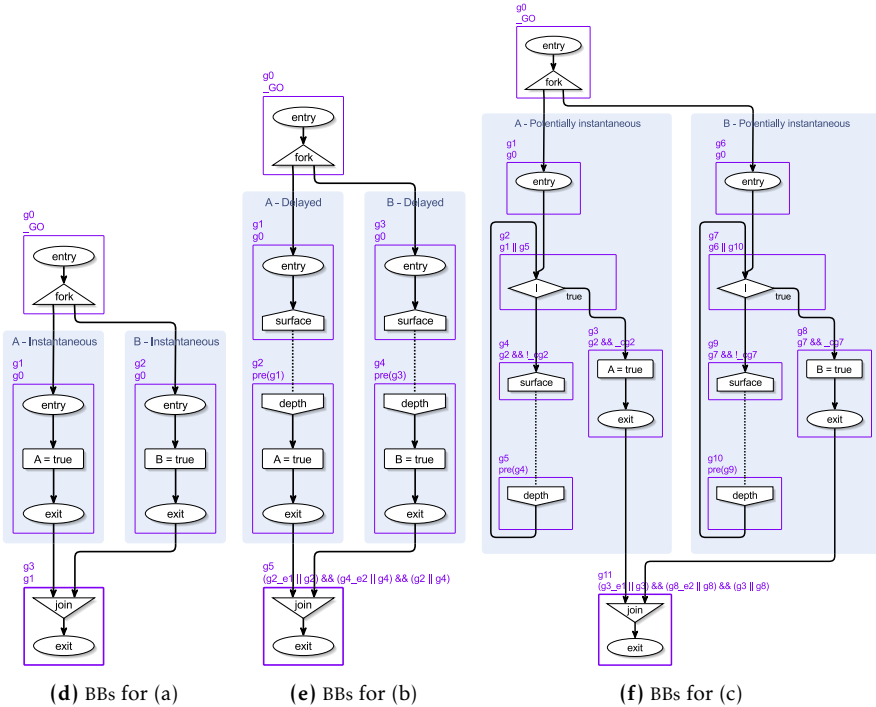 g0
_GO
entry
fork
A - Instantaneous
B - Instantaneous
g1
g0
g2
g0
entry
entry
A = true
B = true
exit
exit
g3
g1
join
exit
(d) BBs for (a)
g0
_GO
entry
fork
A - Delayed
B - Delayed
g1
g0
g3
g0
entry
entry
surface
surface
g2
pre(g1)
g4
pre(g3)
depth
depth
A = true
B = true
exit
exit
g5
(g2_e1 || g2) && (g4_e2 || g4) && (g2 || g4)
join
exit
(e) BBs for (b)
g0
_GO
entry
fork
A - Potentially instantaneous
B - Potentially instantaneous
g1
g0
g6
g0
entry
entry
g2
g1 || g5
g7
g6 || g10
I
I
true
true
g4
g2 && !_cg2
g3
g2 && _cg2
g9
g7 && !_cg7
g8
g7 && _cg7
surface
A = true
surface
B = true
exit
exit
g5
pre(g4)
g10
pre(g9)
depth
depth
g11
(g3_e1 || g3) && (g8_e2 || g8) && (g3 || g8)
join
exit
(f) BBs for (c)